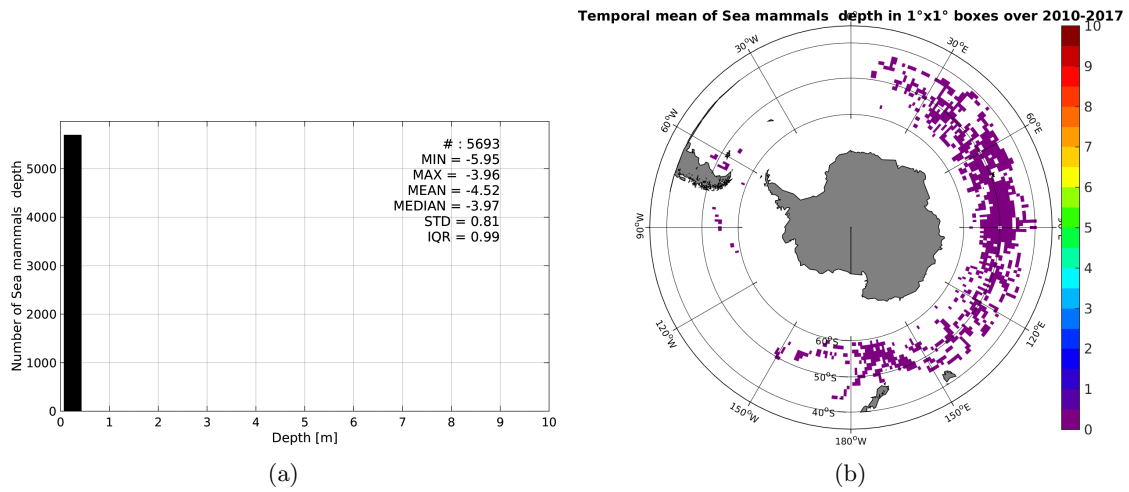 Temporal mean of Sea mammals  depth in 1°x1° boxes over 2010-2017
# : 5693
MIN = -5.95
MAX = -3.96
MEAN = -4.52
MEDIAN = -3.97
STD = 0.81
IQR = 0.99
Number of Sea mammals  depth
5000
4000
3000
2000
1000
0
0 1 2 3 4 5 6 7 8 9 10
Depth [m]
(a)
30°W
30°E
60°W
60°E
90°W
120°W
120°E
150°W
150°E
180°W
60°S
50°S
40°S
10
9
8
7
6
5
4
3
2
1
0
(b)